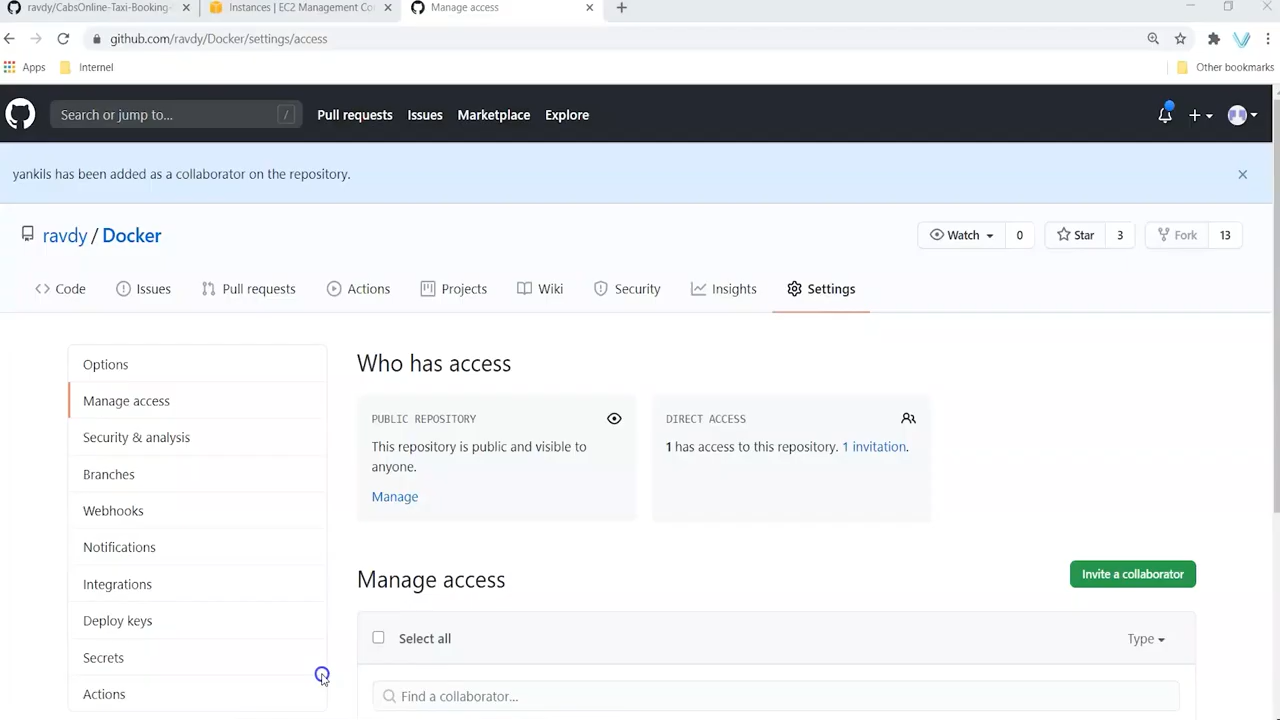 ravdy/CabsOnline-Taxi-Booking-
Instances | EC2 Management Co
Manage access
github.com/ravdy/Docker/settings/access
Apps
Internet
Other bookmarks
Search or jump to...
/
Pull requests
Issues
Marketplace
Explore
yankils has been added as a collaborator on the repository.
ravdy / Docker
Watch
0
Star
3
Fork
13
Code
Issues
Pull requests
Actions
Projects
Wiki
Security
Insights
Settings
Options
Manage access
Security & analysis
Branches
Webhooks
Notifications
Integrations
Deploy keys
Secrets
Actions
Who has access
PUBLIC REPOSITORY
This repository is public and visible to
anyone.
Manage
DIRECT ACCESS
1 has access to this repository. 1 invitation.
Manage access
Invite a collaborator
Select all
Type
Find a collaborator...